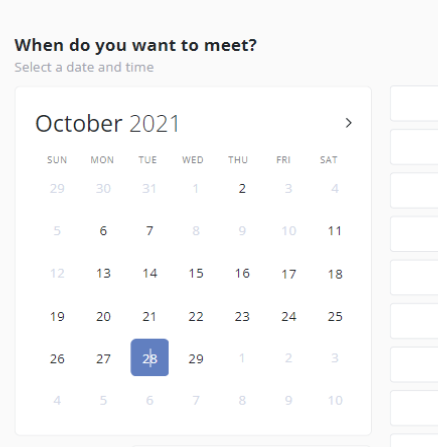 When do you want to meet?
Select a date and time
October 2021
SUN MON TUE WED THU FRI SAT
29 30 31 1 2 3 4
5 6 7 8 9 10 11
12 13 14 15 16 17 18
19 20 21 22 23 24 25
26 27 28 29 1 2 3
4 5 6 7 8 9 10